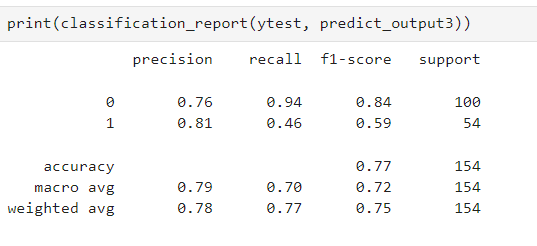 print(classification_report(ytest, predict_output3))
precision recall f1-score support
0 0.76 0.94 0.84 100
1 0.81 0.46 0.59 54
accuracy 0.77 154
macro avg 0.79 0.70 0.72 154
weighted avg 0.78 0.77 0.75 154